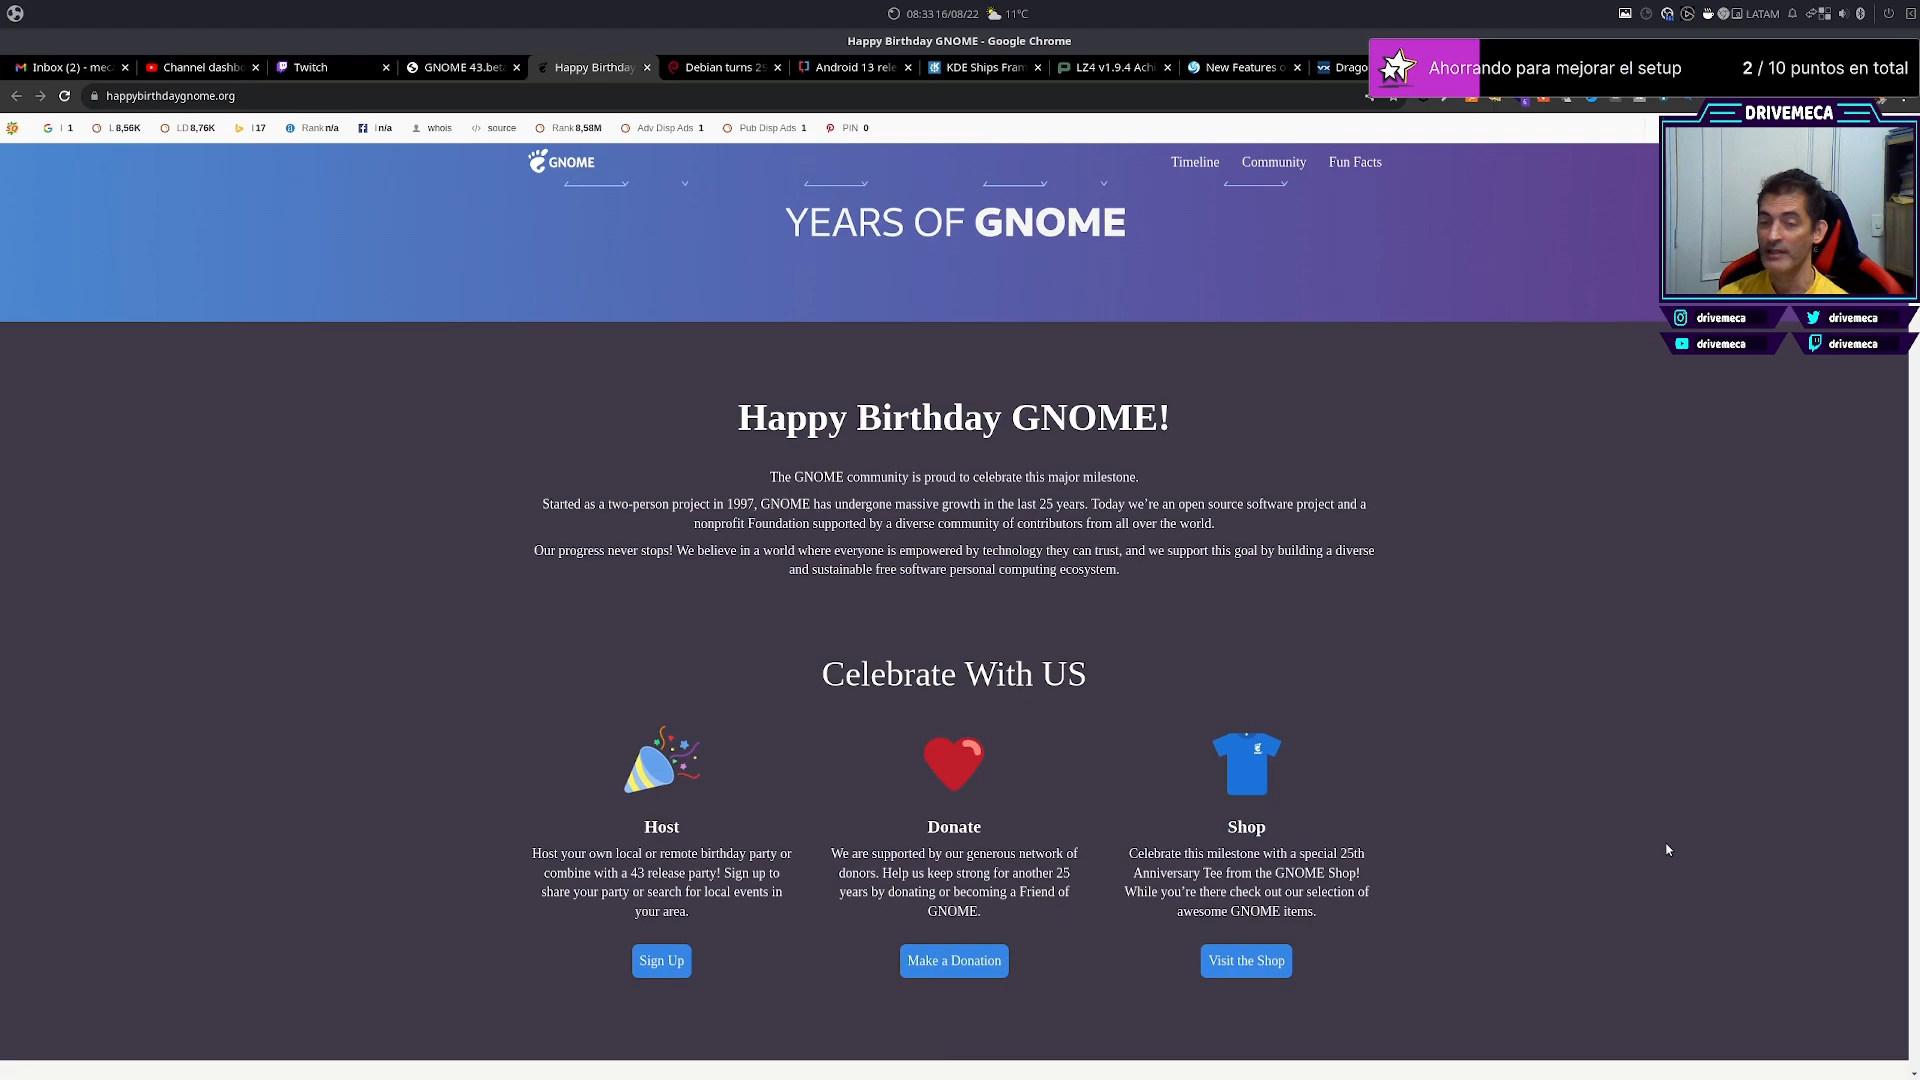 08:33 16/08/22
11°C
LATAM
Happy Birthday GNOME - Google Chrome
Inbox (2) - mec
Channel dashbo
Twitch
GNOME 43.beta
Happy Birthday
Debian turns 29
Android 13 rele
KDE Ships Fram
LZ4 v1.9.4 Achi
New Features o
Drago
Ahorrando para mejorar el setup
2 / 10 puntos en total
happybirthdaygnome.org
I 1
L 8,56K
LD 8,76K
I 17
Rank n/a
I n/a
whois
source
Rank 8,58M
Adv Disp Ads 1
Pub Disp Ads 1
PIN 0
DRIVEMECA
GNOME
Timeline
Community
Fun Facts
YEARS OF GNOME
drivemeca
drivemeca
drivemeca
drivemeca
Happy Birthday GNOME!
The GNOME community is proud to celebrate this major milestone.
Started as a two-person project in 1997, GNOME has undergone massive growth in the last 25 years. Today we’re an open source software project and a
nonprofit Foundation supported by a diverse community of contributors from all over the world.
Our progress never stops! We believe in a world where everyone is empowered by technology they can trust, and we support this goal by building a diverse
and sustainable free software personal computing ecosystem.
Celebrate With US
Host
Host your own local or remote birthday party or
combine with a 43 release party! Sign up to
share your party or search for local events in
your area.
Sign Up
Donate
We are supported by our generous network of
donors. Help us keep strong for another 25
years by donating or becoming a Friend of
GNOME.
Make a Donation
Shop
Celebrate this milestone with a special 25th
Anniversary Tee from the GNOME Shop!
While you’re there check out our selection of
awesome GNOME items.
Visit the Shop